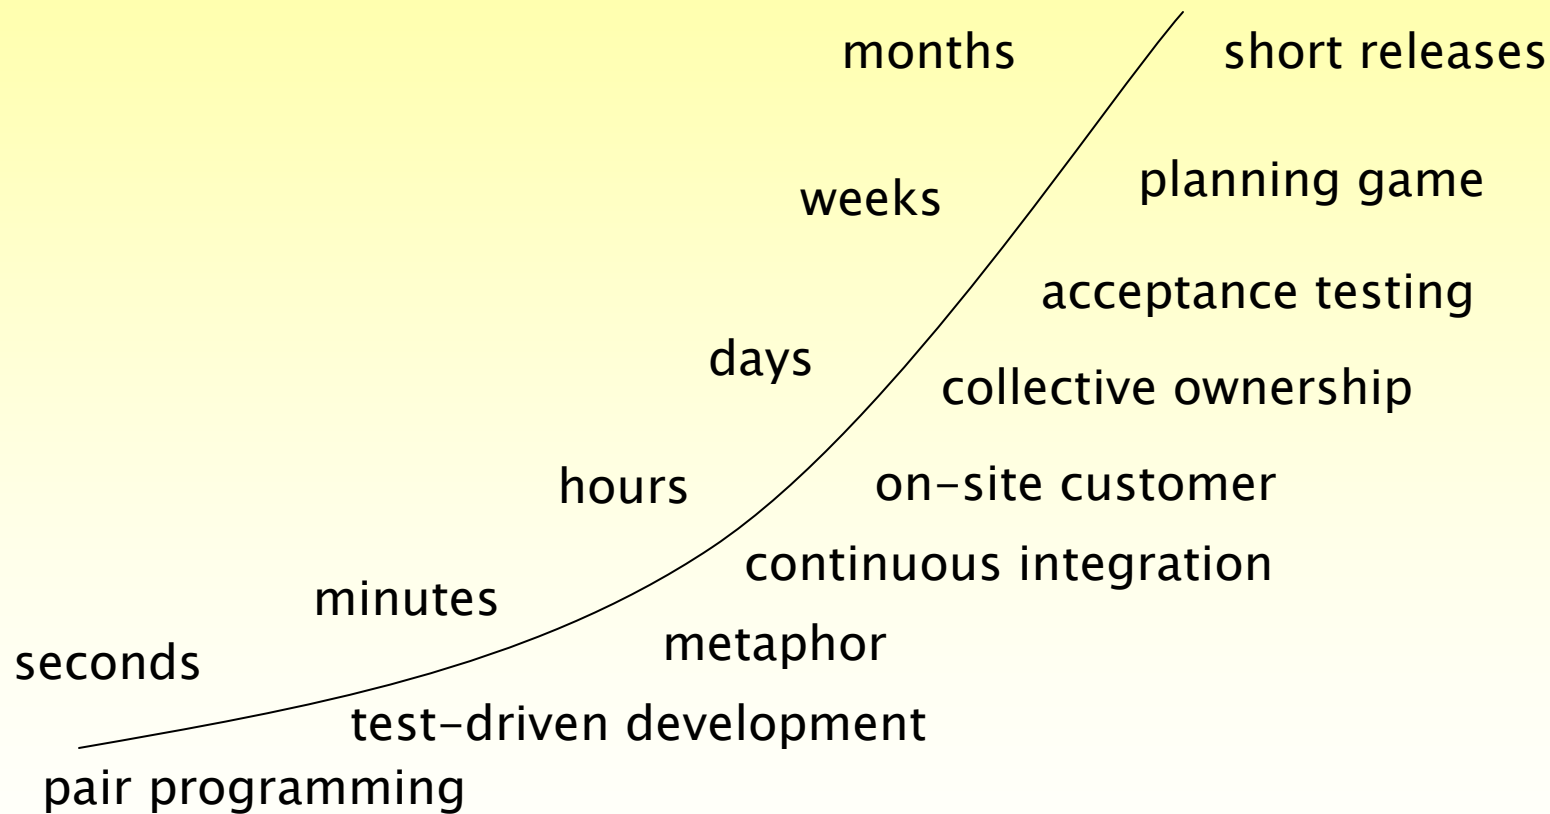 months
short releases
planning game
weeks
acceptance testing
days
collective ownership
on-site customer
hours
continuous integration
minutes
metaphor
seconds
test-driven development
pair programming